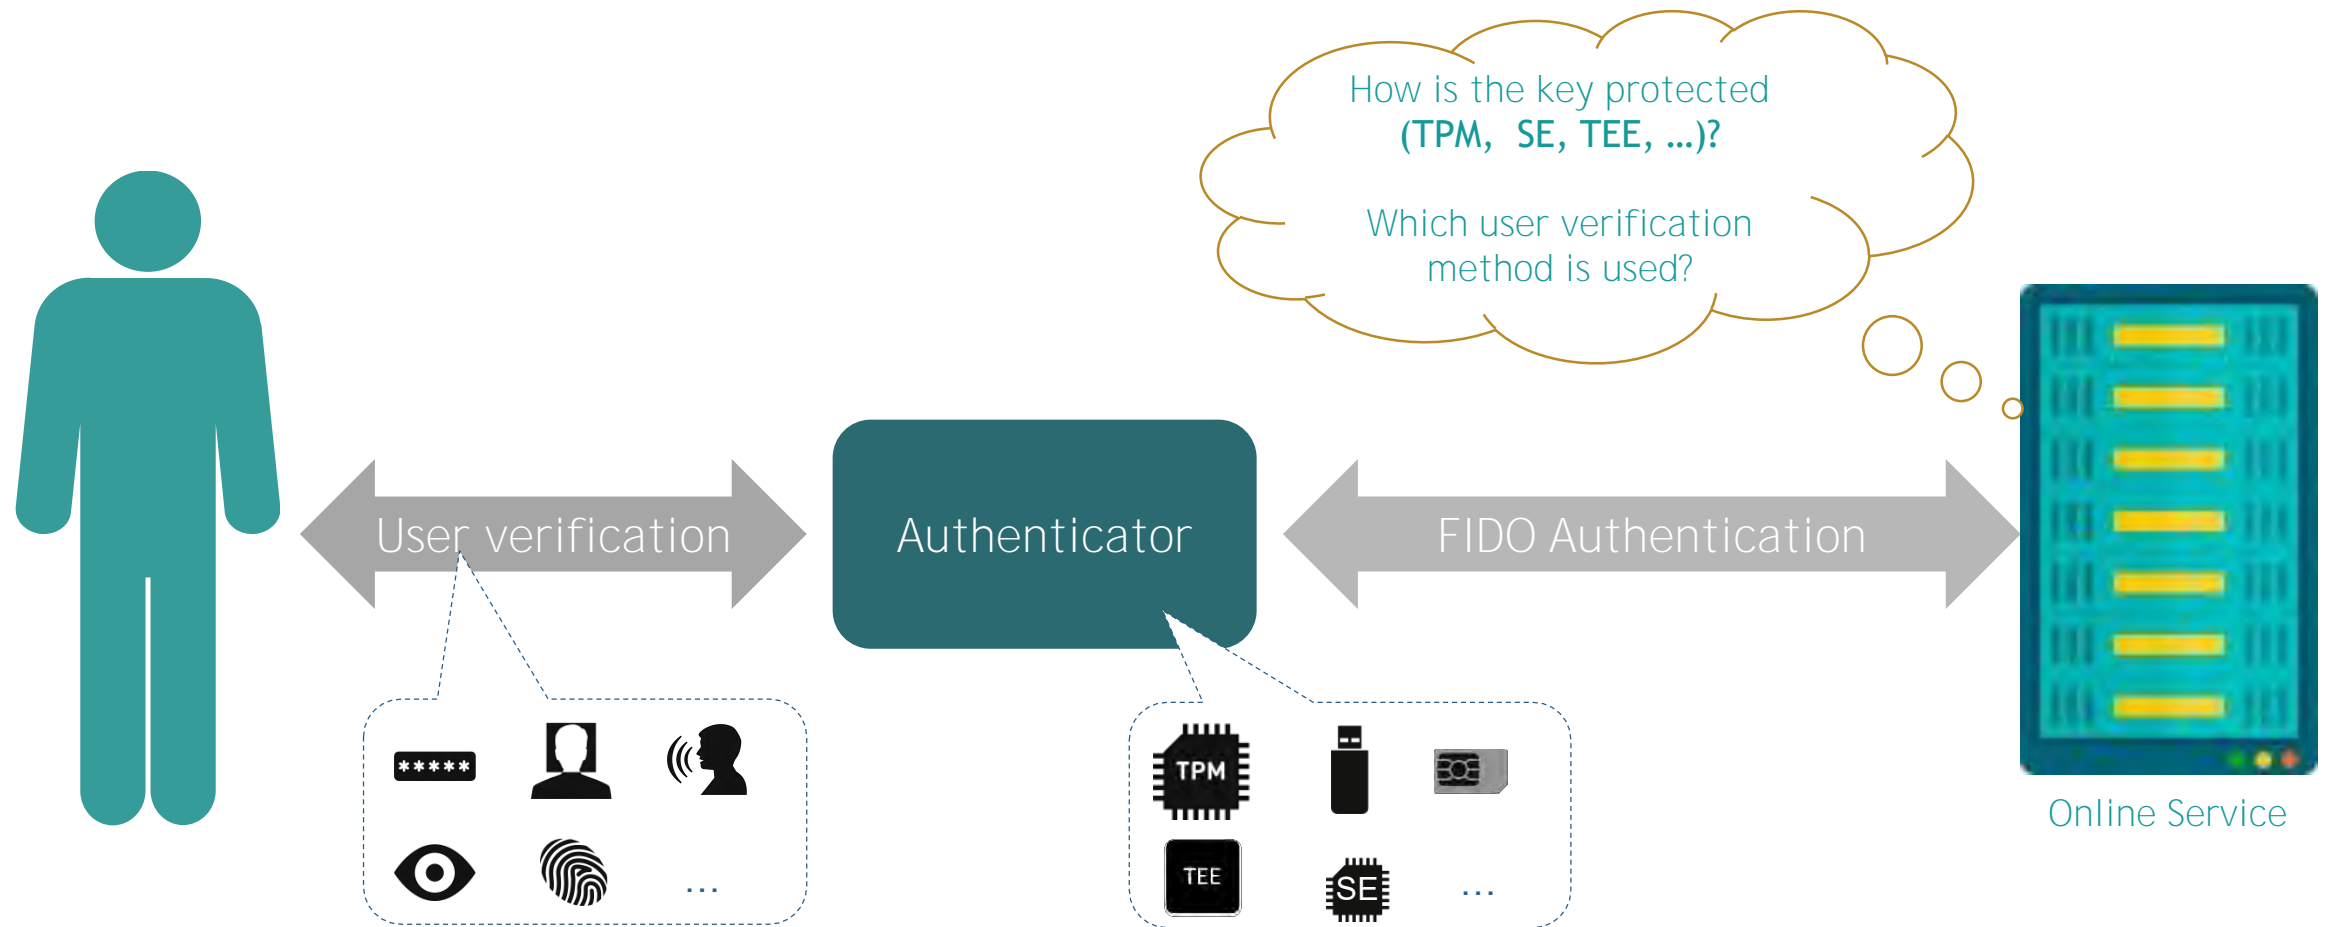 How is the key protected
(TPM, SE, TEE, ...)?
Which user verification
method is used?
User verification
Authenticator
FIDO Authentication
*****
TPM
TEE
SE
...
...
Online Service